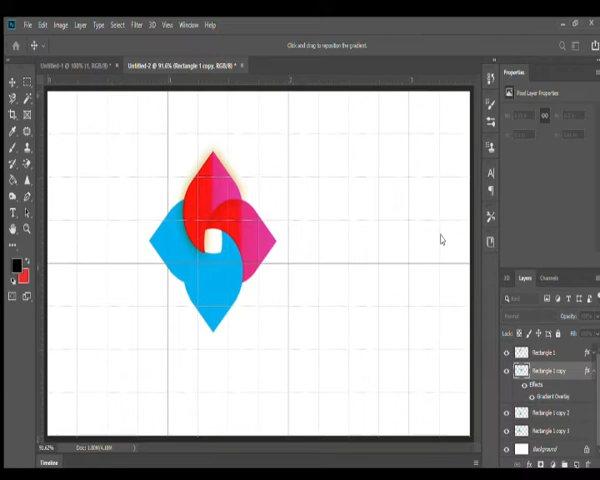 File Edit Image Layer Type Select Filter 3D View Window Help
Click and drag to reposition the gradient.
Untitled-1 @ 100% (1, RGB/8) * × Untitled-2 @ 91.6% (Rectangle 1 copy, RGB/8) * ×
Properties
Pixel Layer Properties
3D Layers Channels
Normal Opacity:
Lock: Fill:
Rectangle 1 fx
Rectangle 1 copy fx
Effects
Gradient Overlay
Rectangle 1 copy 2
Rectangle 1 copy 3
Background
Timeline